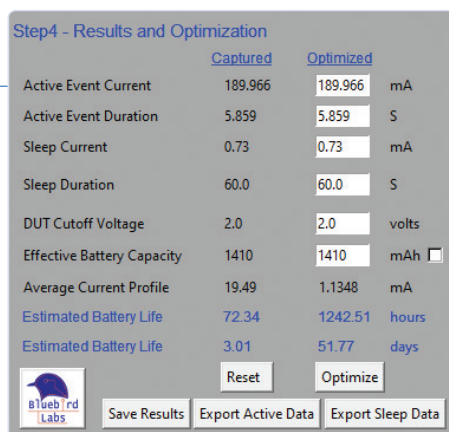 Step4 - Results and Optimization
Captured Optimized
Active Event Current 189.966 189.966 mA
Active Event Duration 5.859 5.859 S
Sleep Current 0.73 0.73 mA
Sleep Duration 60.0 60.0 S
DUT Cutoff Voltage 2.0 2.0 volts
Effective Battery Capacity 1410 1410 mAh
Average Current Profile 19.49 1.1348 mA
Estimated Battery Life 72.34 1242.51 hours
Estimated Battery Life 3.01 51.77 days
Reset Optimize
Bluebird
Labs
Save Results Export Active Data Export Sleep Data